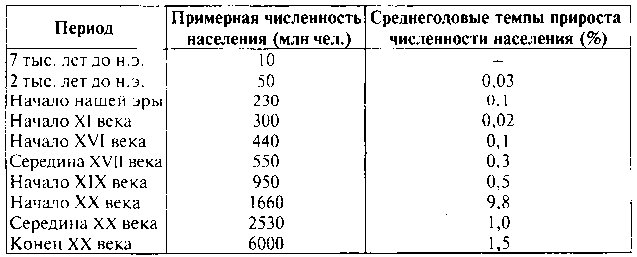 Период | Примерная численность населения (млн чел.) | Среднегодовые темпы прироста численности населения (%)
7 тыс. лет до н.э. | 10 | –
2 тыс. лет до н.э. | 50 | 0,03
Начало нашей эры | 230 | 0,1
Начало XI века | 300 | 0,02
Начало XVI века | 440 | 0,1
Середина XVII века | 550 | 0,3
Начало XIX века | 950 | 0,5
Начало XX века | 1660 | 9,8
Середина XX века | 2530 | 1,0
Конец XX века | 6000 | 1,5